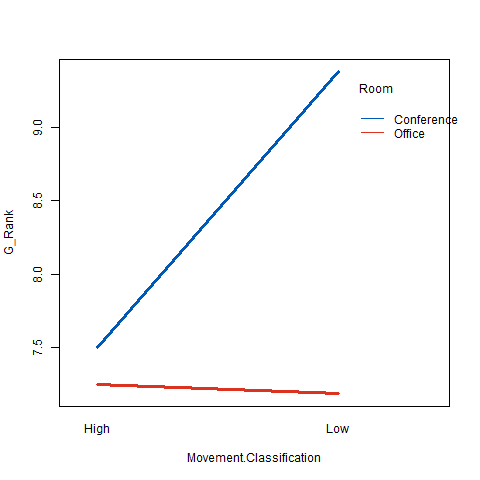 Room
Conference
Office
G_Rank
9.0
8.5
8.0
7.5
High
Low
Movement.Classification